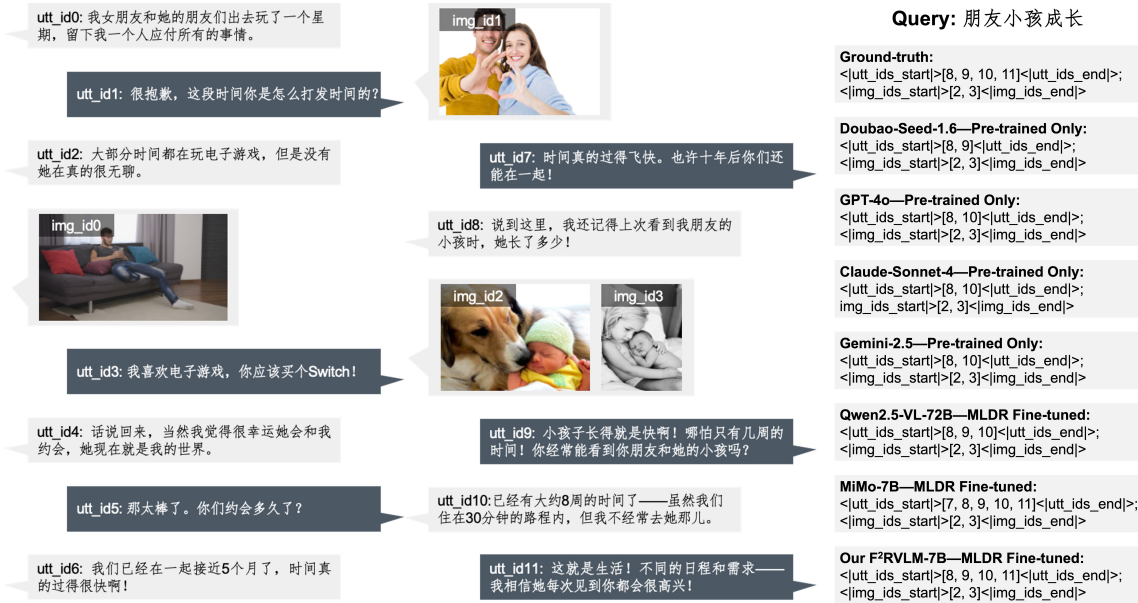 utt_id0: 我女朋友和她的朋友们出去玩了一个星
期，留下我一个人应付所有的事情。
utt_id1: 很抱歉，这段时间你是怎么打发时间的？
utt_id2: 大部分时间都在玩电子游戏，但是没有
她在真的很无聊。
img_id0
utt_id3: 我喜欢电子游戏，你应该买个Switch！
utt_id4: 话说回来，当然我觉得很幸运她会和我
约会，她现在就是我的世界。
utt_id5: 那太棒了。你们约会多久了？
utt_id6: 我们已经在一起接近5个月了，时间真
的过得很快啊！
img_id1
utt_id7: 时间真的过得飞快。也许十年后你们还
能在一起！
utt_id8: 说到这里，我还记得上次看到我朋友的
小孩时，她长了多少！
img_id2
img_id3
utt_id9: 小孩子长得就是快啊！哪怕只有几周的
时间！你经常能看到你朋友和她的小孩吗？
utt_id10:已经有大约8周的时间了——虽然我们
住在30分钟的路程内，但我不经常去她那儿。
utt_id11: 这就是生活！不同的日程和需求——
我相信她每次见到你都会很高兴！
Query: 朋友小孩成长
Ground-truth:
<|utt_ids_start|>[8, 9, 10, 11]<|utt_ids_end|>;
<|img_ids_start|>[2, 3]<|img_ids_end|>
Doubao-Seed-1.6—Pre-trained Only:
<|utt_ids_start|>[8, 9]<|utt_ids_end|>;
<|img_ids_start|>[2, 3]<|img_ids_end|>
GPT-4o—Pre-trained Only:
<|utt_ids_start|>[8, 10]<|utt_ids_end|>;
<|img_ids_start|>[2, 3]<|img_ids_end|>
Claude-Sonnet-4—Pre-trained Only:
<|utt_ids_start|>[8, 10]<|utt_ids_end|>;
img_ids_start|>[2, 3]<|img_ids_end|>
Gemini-2.5—Pre-trained Only:
<|utt_ids_start|>[8, 10]<|utt_ids_end|>;
<|img_ids_start|>[2, 3]<|img_ids_end|>
Qwen2.5-VL-72B—MLDR Fine-tuned:
<|utt_ids_start|>[8, 9, 10]<|utt_ids_end|>;
<|img_ids_start|>[2, 3]<|img_ids_end|>
MiMo-7B—MLDR Fine-tuned:
<|utt_ids_start|>[7, 8, 9, 10, 11]<|utt_ids_end|>;
<|img_ids_start|>[2, 3]<|img_ids_end|>
Our F²RVLM-7B—MLDR Fine-tuned:
<|utt_ids_start|>[8, 9, 10, 11]<|utt_ids_end|>;
<|img_ids_start|>[2, 3]<|img_ids_end|>